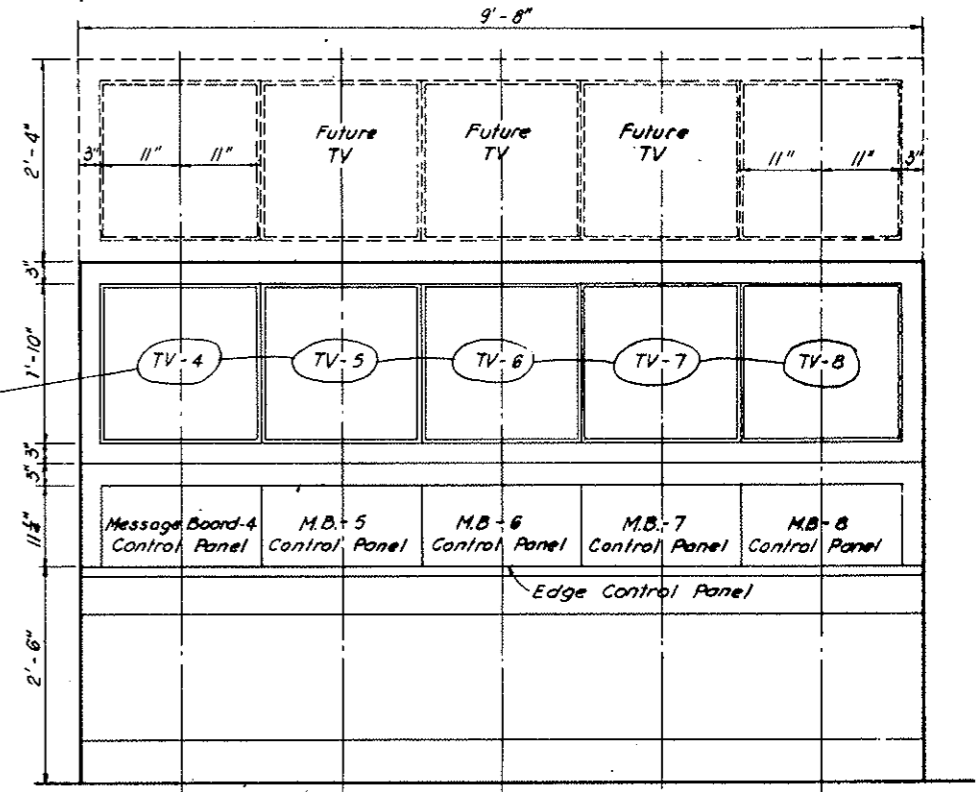 9'-8"
2'-4"
3" 11" 11"
Future
TV
Future
TV
Future
TV
11" 11" 3"
3"
1'-10"
TV-4 TV-5 TV-6 TV-7 TV-8
3"
3"
Message Board-4
Control Panel
M.B.-5
Control Panel
M.B-6
Control Panel
M.B.-7
Control Panel
M.B-8
Control Panel
Edge Control Panel
2'-6"